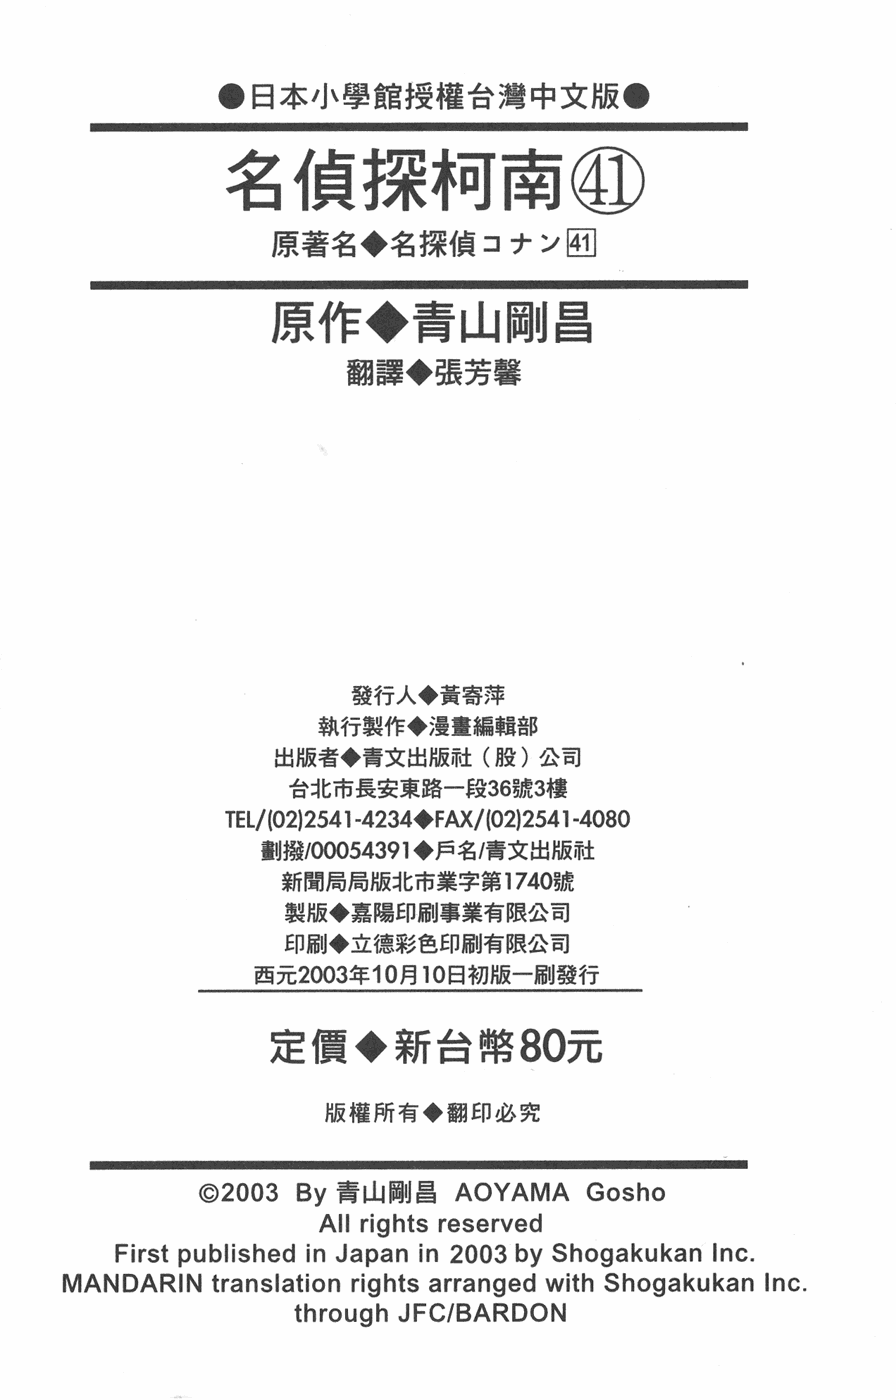 ●日本小學館授權台灣中文版●
名偵探柯南㊶
原著名◆名探偵コナン41
原作◆青山剛昌
翻譯◆張芳馨
發行人◆黃寄萍
執行製作◆漫畫編輯部
出版者◆青文出版社（股）公司
台北市長安東路一段36號3樓
TEL/(02)2541-4234◆FAX/(02)2541-4080
劃撥/00054391◆戶名/青文出版社
新聞局局版北市業字第1740號
製版◆嘉陽印刷事業有限公司
印刷◆立德彩色印刷有限公司
西元2003年10月10日初版一刷發行
定價◆新台幣80元
版權所有◆翻印必究
©2003 By 青山剛昌 AOYAMA Gosho
All rights reserved
First published in Japan in 2003 by Shogakukan Inc.
MANDARIN translation rights arranged with Shogakukan Inc.
through JFC/BARDON